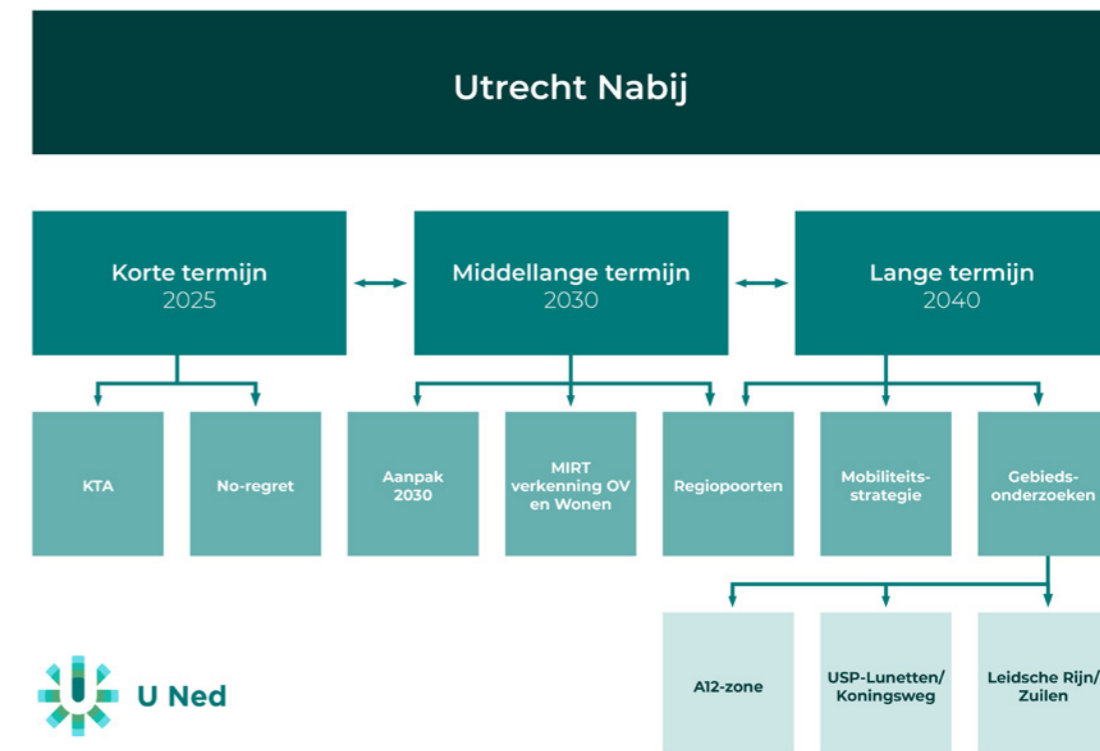 Utrecht Nabij
Korte termijn
2025
Middellange termijn
2030
Lange termijn
2040
KTA
No-regret
Aanpak
2030
MIRT
verkenning OV
en Wonen
Regiopoorten
Mobiliteits-
strategie
Gebieds-
onderzoeken
A12-zone
USP-Lunetten/
Koningsweg
Leidsche Rijn/
Zuilen
U Ned